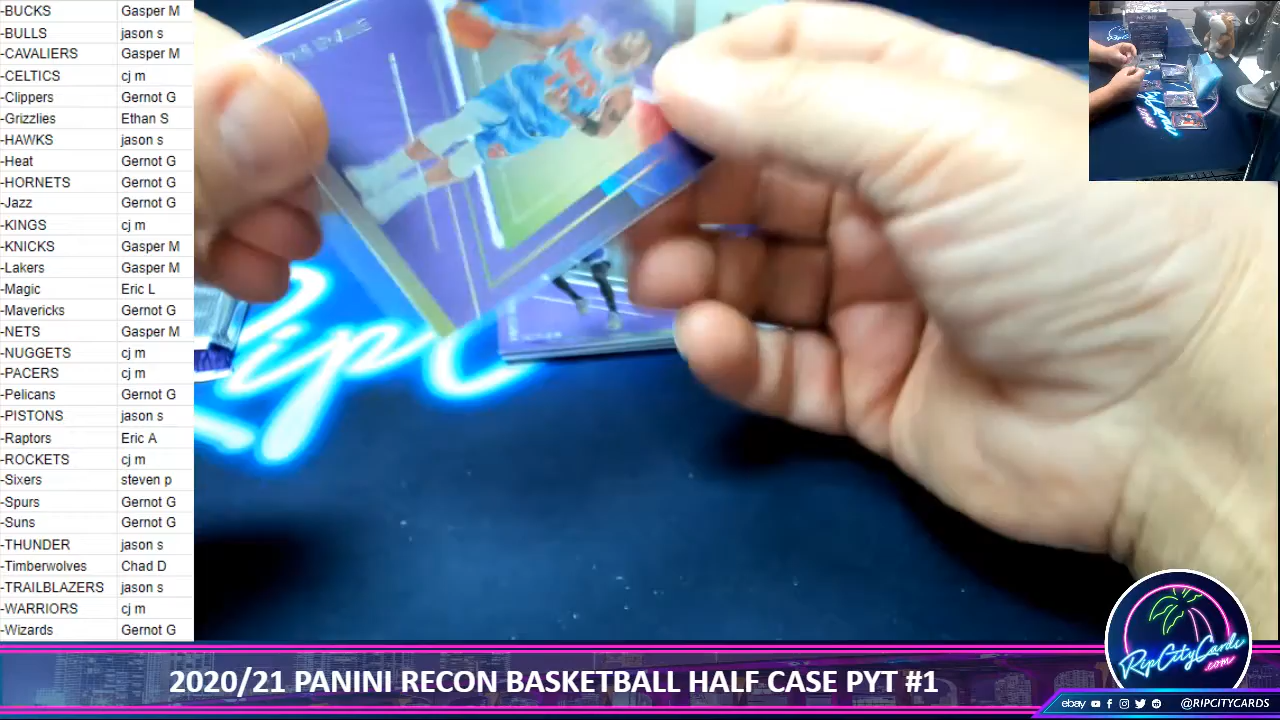 -BUCKS Gasper M
-BULLS jason s
-CAVALIERS Gasper M
-CELTICS cj m
-Clippers Gernot G
-Grizzlies Ethan S
-HAWKS jason s
-Heat Gernot G
-HORNETS Gernot G
-Jazz Gernot G
-KINGS cj m
-KNICKS Gasper M
-Lakers Gasper M
-Magic Eric L
-Mavericks Gernot G
-NETS Gasper M
-NUGGETS cj m
-PACERS cj m
-Pelicans Gernot G
-PISTONS jason s
-Raptors Eric A
-ROCKETS cj m
-Sixers steven p
-Spurs Gernot G
-Suns Gernot G
-THUNDER jason s
-Timberwolves Chad D
-TRAILBLAZERS jason s
-WARRIORS cj m
-Wizards Gernot G
Rip C
RipCityCards
.com
2020/21 PANINI RECON BASKETBALL HALF CASE PYT #1
ebay @RIPCITYCARDS